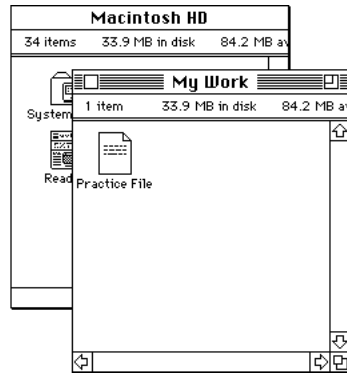 Macintosh HD
34 items 33.9 MB in disk 84.2 MB av
System
Read
My Work
1 item 33.9 MB in disk 84.2 MB a
Practice File